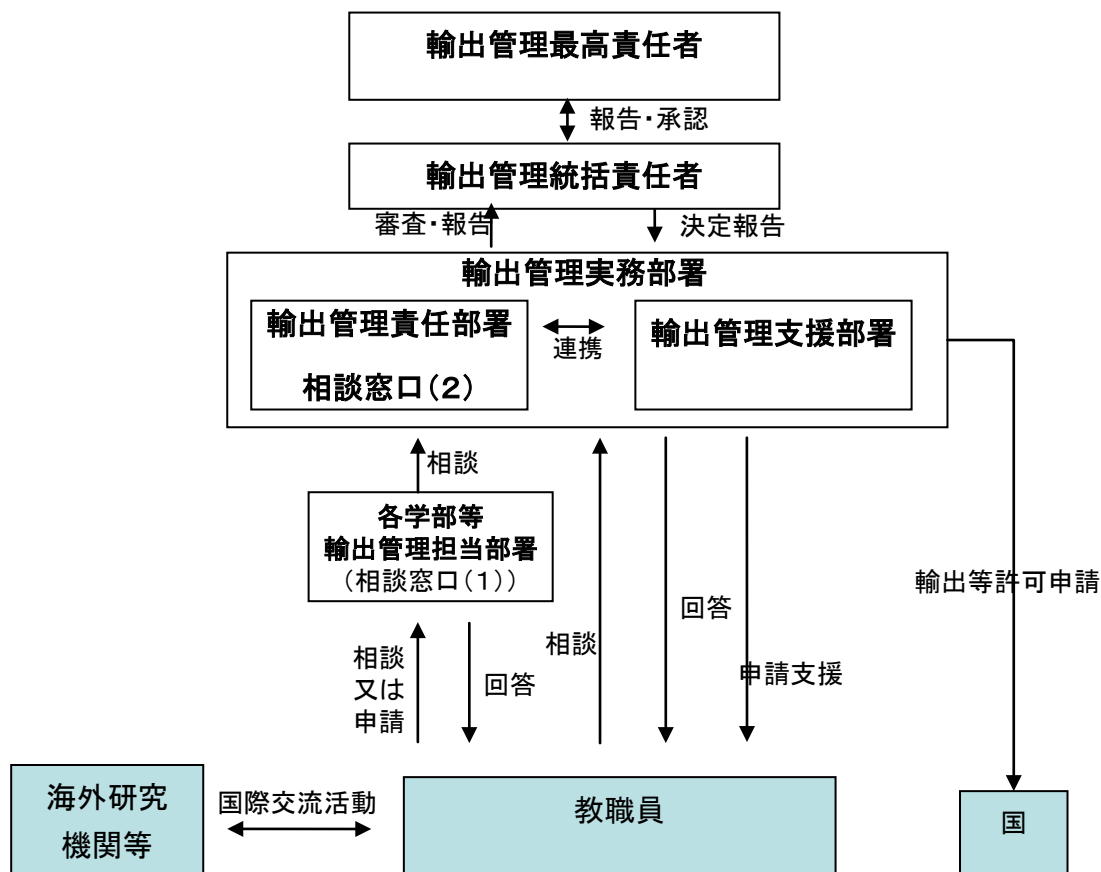 輸出管理最高責任者
報告・承認
輸出管理統括責任者
審査・報告
決定報告
輸出管理実務部署
輸出管理責任部署
相談窓口(2)
連携
輸出管理支援部署
相談
各学部等
輸出管理担当部署
(相談窓口(1))
輸出等許可申請
相談
又は
申請
回答
相談
回答
申請支援
海外研究
機関等
国際交流活動
教職員
国